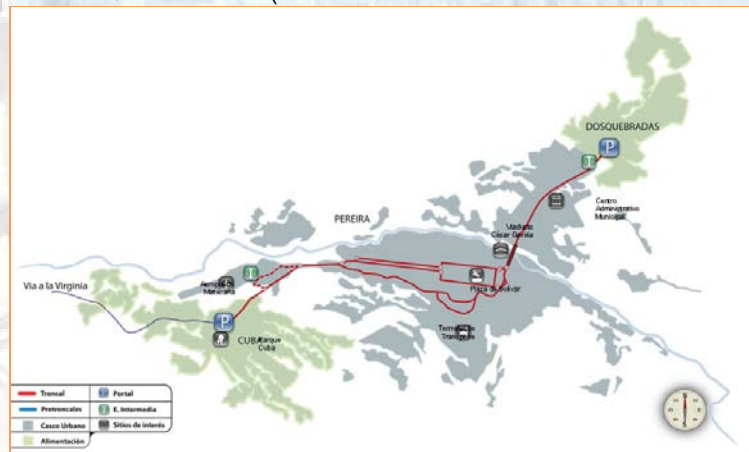 DOSQUEBRADAS
Centro
Administrativo
Municipal
PEREIRA
Viaducto
César Gaviria
Plaza de Bolívar
Via a la Virginia
Terminal de
Transporte
CUBA
Parque
Cuba
Troncal
Portal
Pretroncales
E. Intermedia
Casco Urbano
Sitios de interés
Alimentación
P
I
P
I